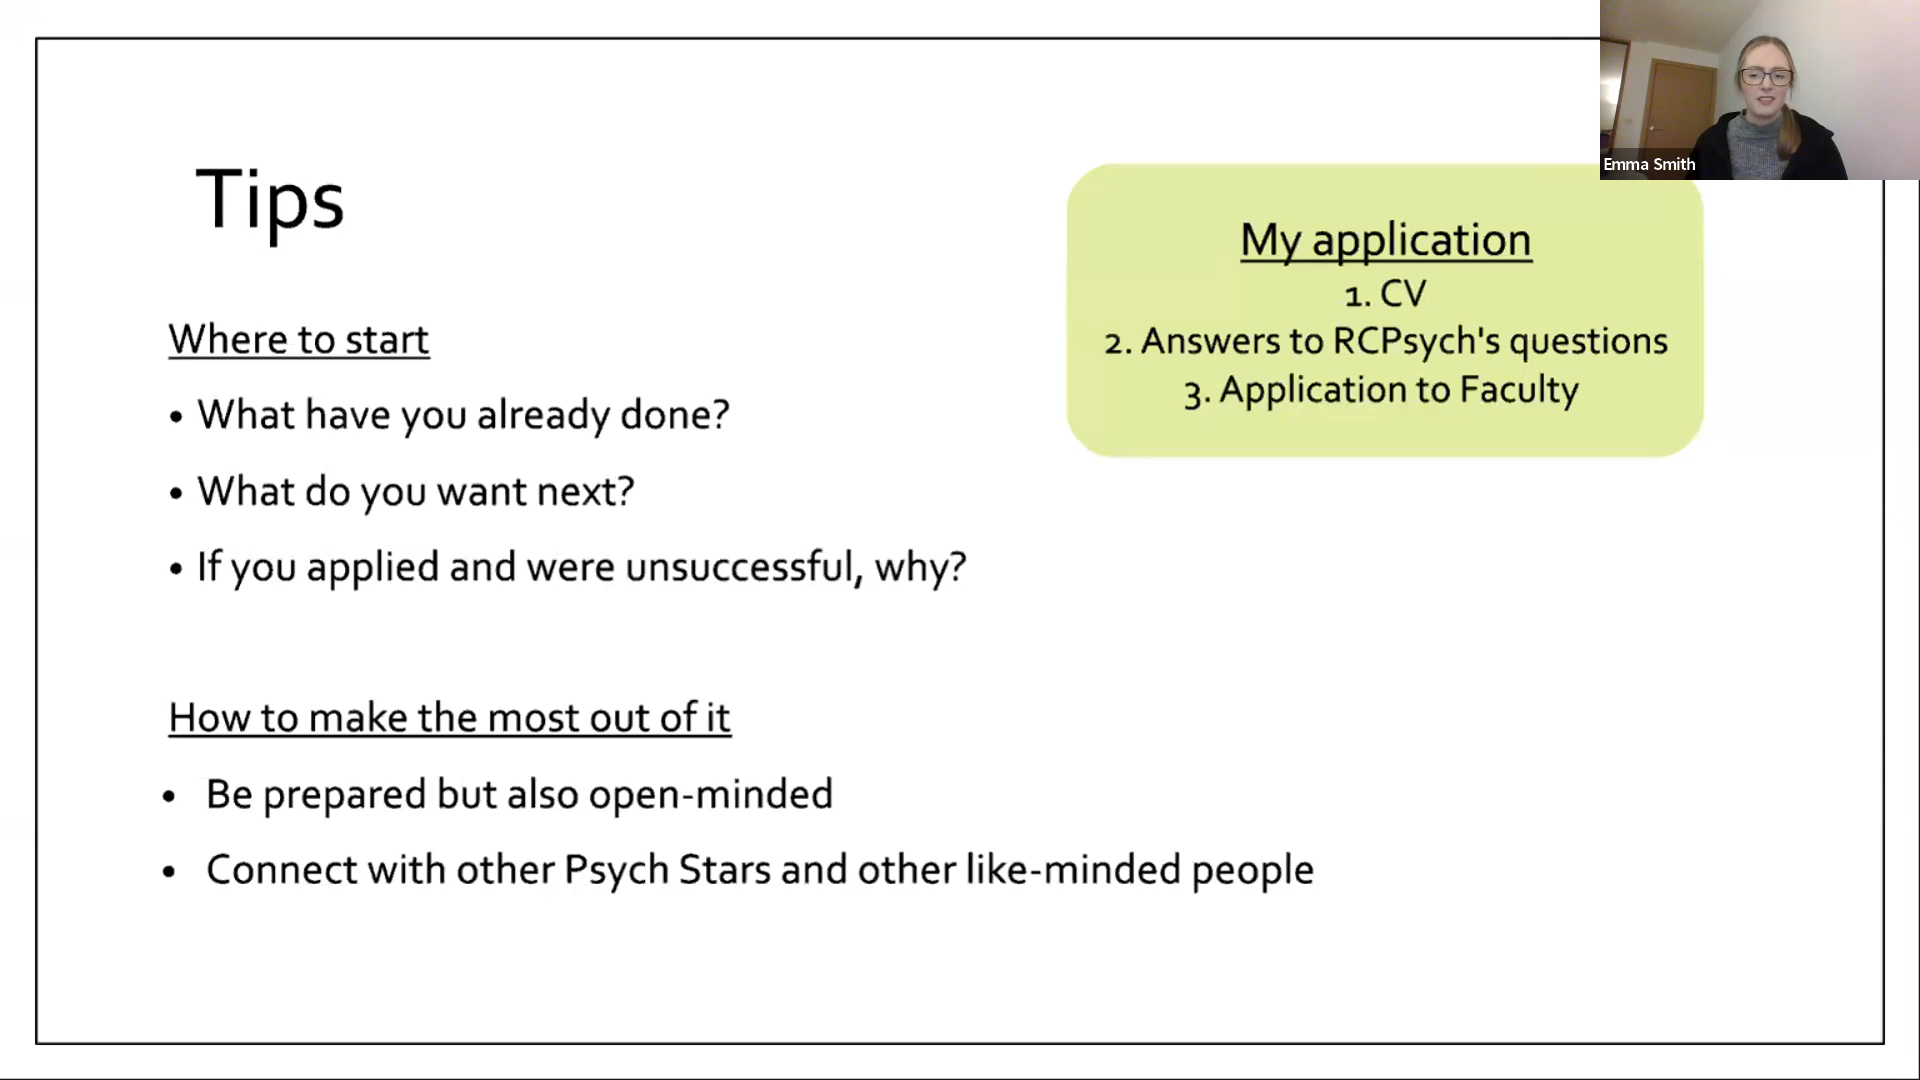 Tips
Where to start
• What have you already done?
• What do you want next?
• If you applied and were unsuccessful, why?
How to make the most out of it
• Be prepared but also open-minded
• Connect with other Psych Stars and other like-minded people
My application
1. CV
2. Answers to RCPsych's questions
3. Application to Faculty
Emma Smith